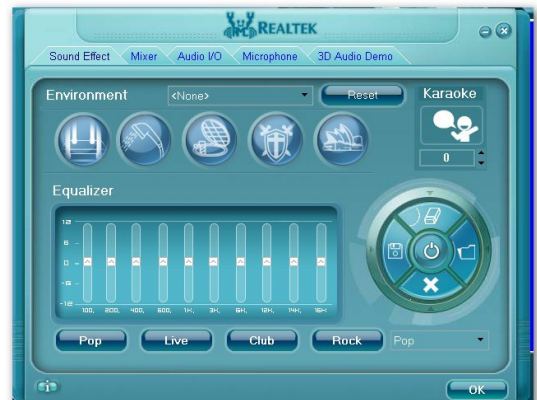 REALTEK
Sound Effect Mixer Audio I/O Microphone 3D Audio Demo
Environment <None> Reset Karaoke
0
Equalizer
12
6
0
-6
-12
100, 200, 400, 600, 1K, 3K, 6K, 12K, 14K, 16K
Pop Live Club Rock Pop
OK